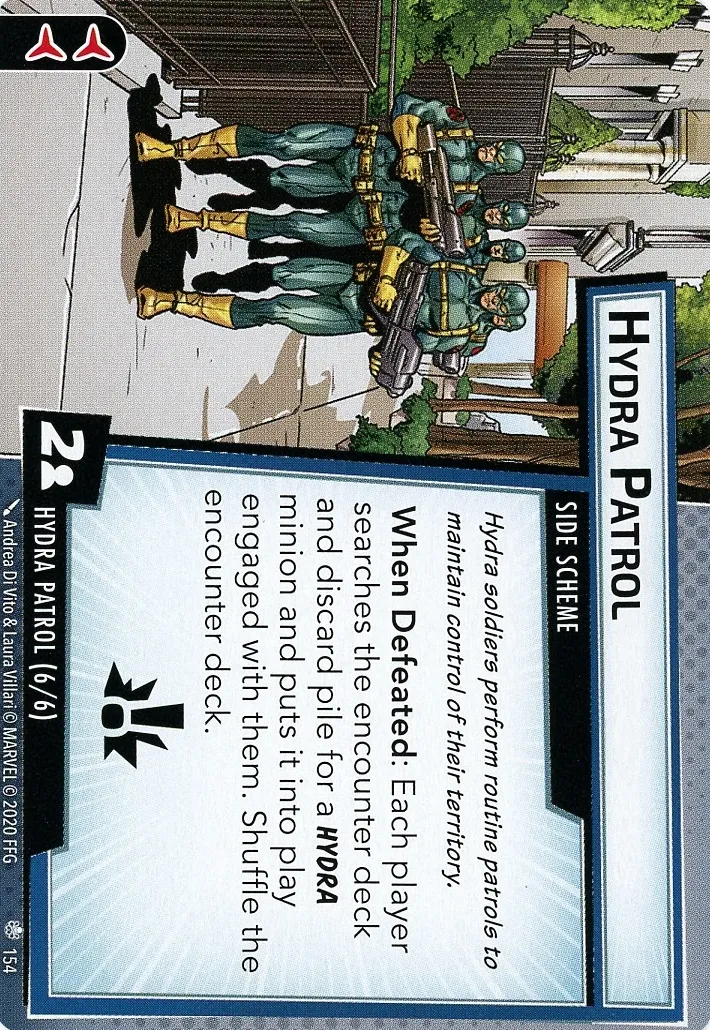 HYDRA PATROL
SIDE SCHEME
Hydra soldiers perform routine patrols to
maintain control of their territory.
When Defeated: Each player
searches the encounter deck
and discard pile for a HYDRA
minion and puts it into play
engaged with them. Shuffle the
encounter deck.
2
HYDRA PATROL (6/6)
Andrea Di Vito & Laura Villari © MARVEL © 2020 FFG
154